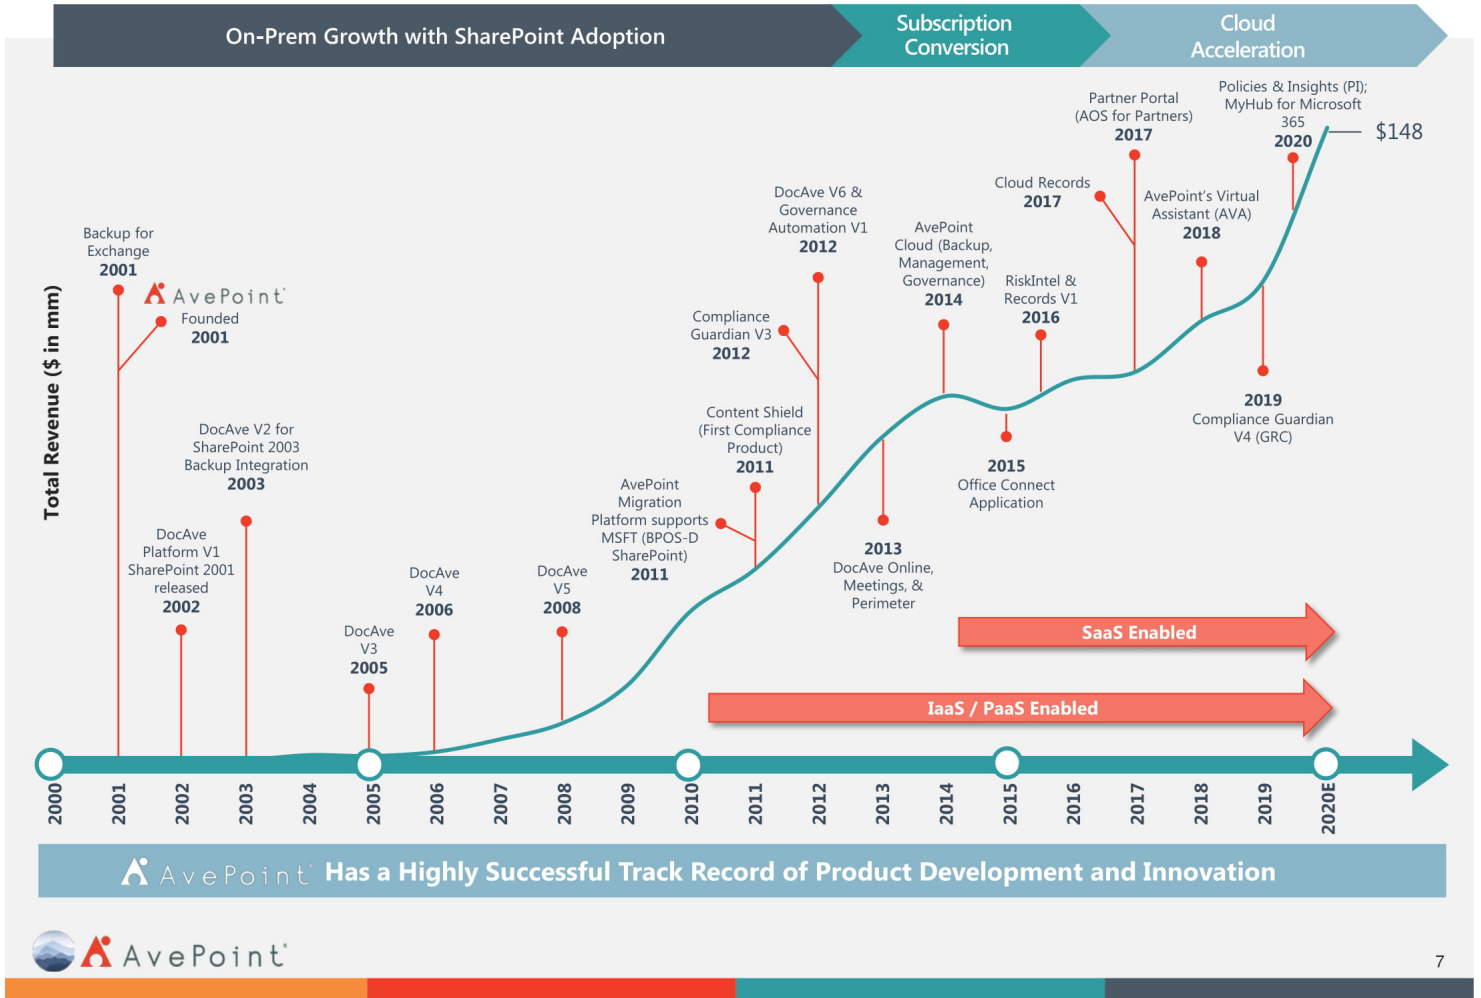 On-Prem Growth with SharePoint Adoption
Subscription
Conversion
Cloud
Acceleration
Total Revenue ($ in mm)
Backup for
Exchange
2001
AvePoint
Founded
2001
DocAve
Platform V1
SharePoint 2001
released
2002
DocAve V2 for
SharePoint 2003
Backup Integration
2003
DocAve
V3
2005
DocAve
V4
2006
DocAve
V5
2008
AvePoint
Migration
Platform supports
MSFT (BPOS-D
SharePoint)
2011
Content Shield
(First Compliance
Product)
2011
Compliance
Guardian V3
2012
DocAve V6 &
Governance
Automation V1
2012
2013
DocAve Online,
Meetings, &
Perimeter
AvePoint
Cloud (Backup,
Management,
Governance)
2014
2015
Office Connect
Application
RiskIntel &
Records V1
2016
Cloud Records
2017
Partner Portal
(AOS for Partners)
2017
AvePoint's Virtual
Assistant (AVA)
2018
2019
Compliance Guardian
V4 (GRC)
Policies & Insights (PI);
MyHub for Microsoft
365
2020
$148
SaaS Enabled
IaaS / PaaS Enabled
2000
2001
2002
2003
2004
2005
2006
2007
2008
2009
2010
2011
2012
2013
2014
2015
2016
2017
2018
2019
2020E
AvePoint Has a Highly Successful Track Record of Product Development and Innovation
AvePoint
7